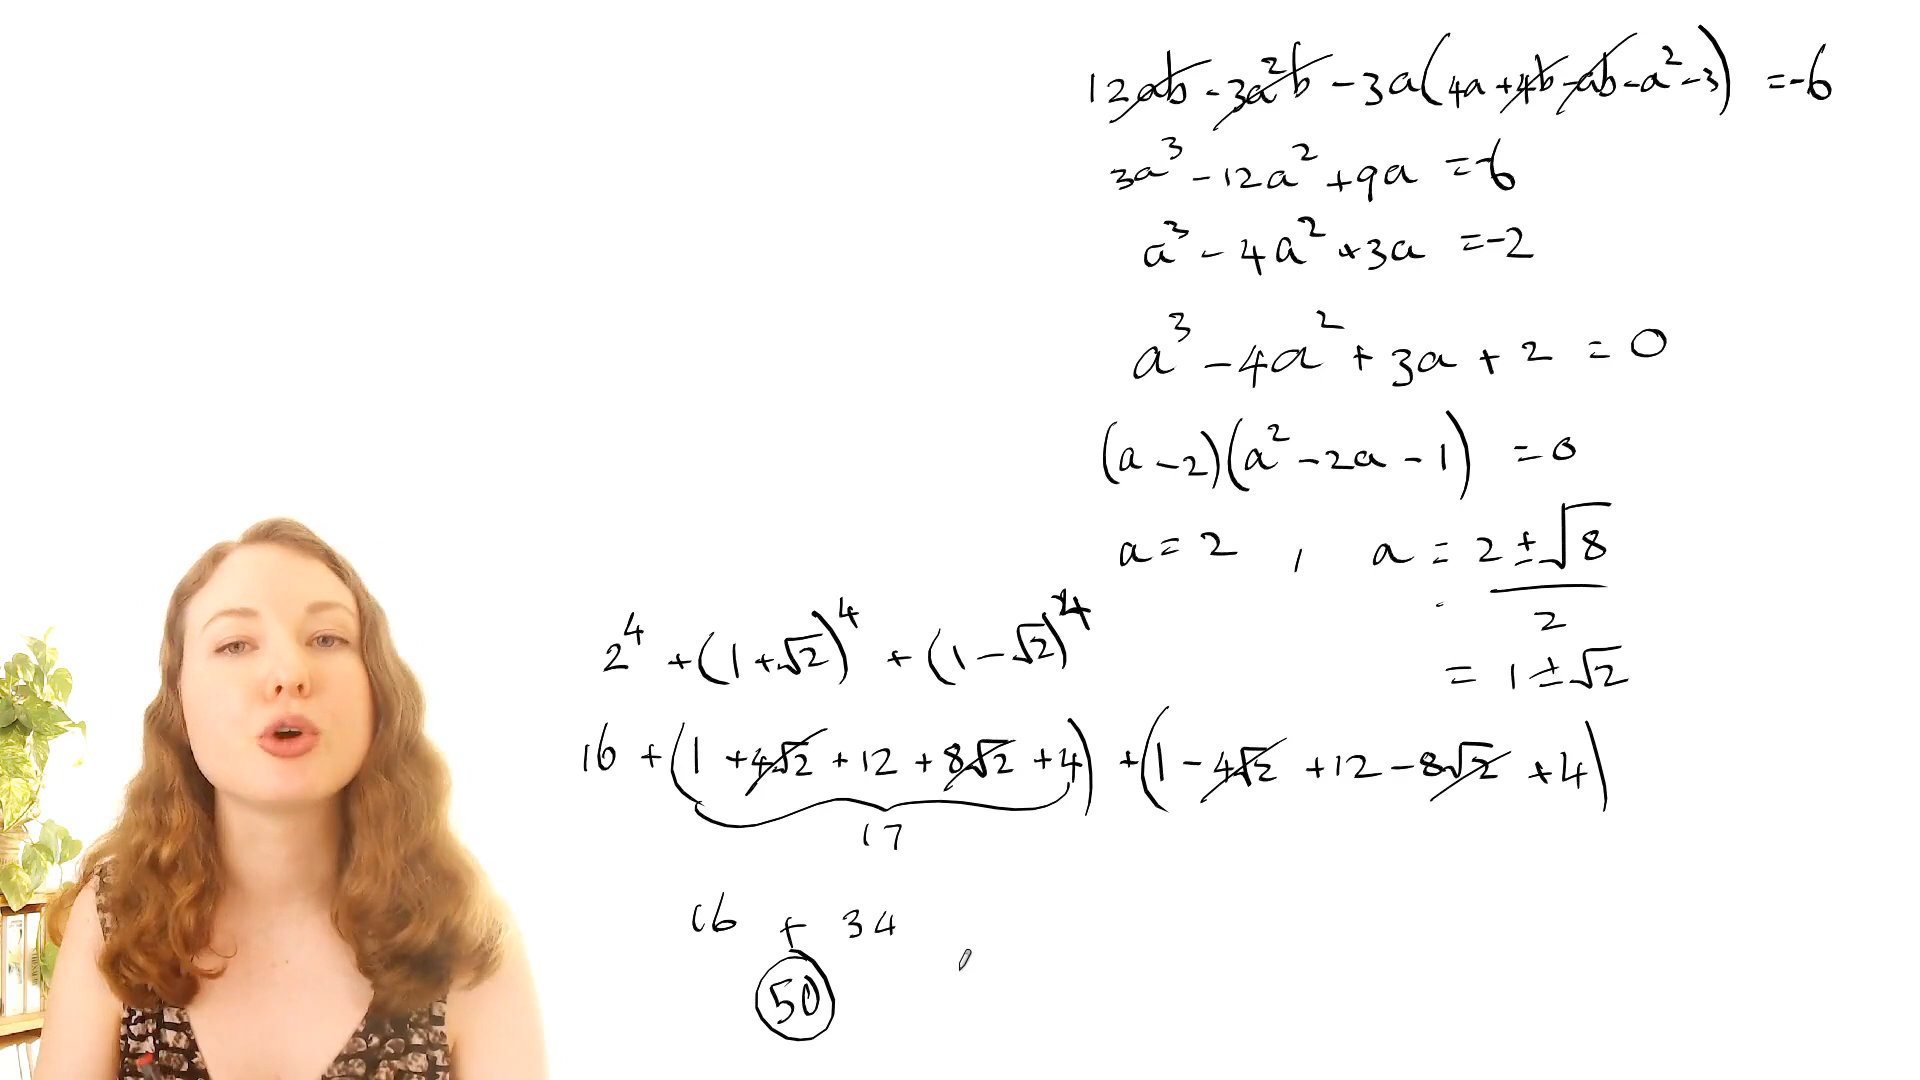 12ab - 3a²b - 3a(4a + 4b - ab - a² - 3) = -6
3a³ - 12a² + 9a = -6
a³ - 4a² + 3a = -2
a³ - 4a² + 3a + 2 = 0
(a - 2)(a² - 2a - 1) = 0
a = 2 , a = (2 ± √8)/2
= 1 ± √2
2⁴ + (1 + √2)⁴ + (1 - √2)⁴
16 + (1 + 4√2 + 12 + 8√2 + 4) + (1 - 4√2 + 12 - 8√2 + 4)
17
16 + 34
50